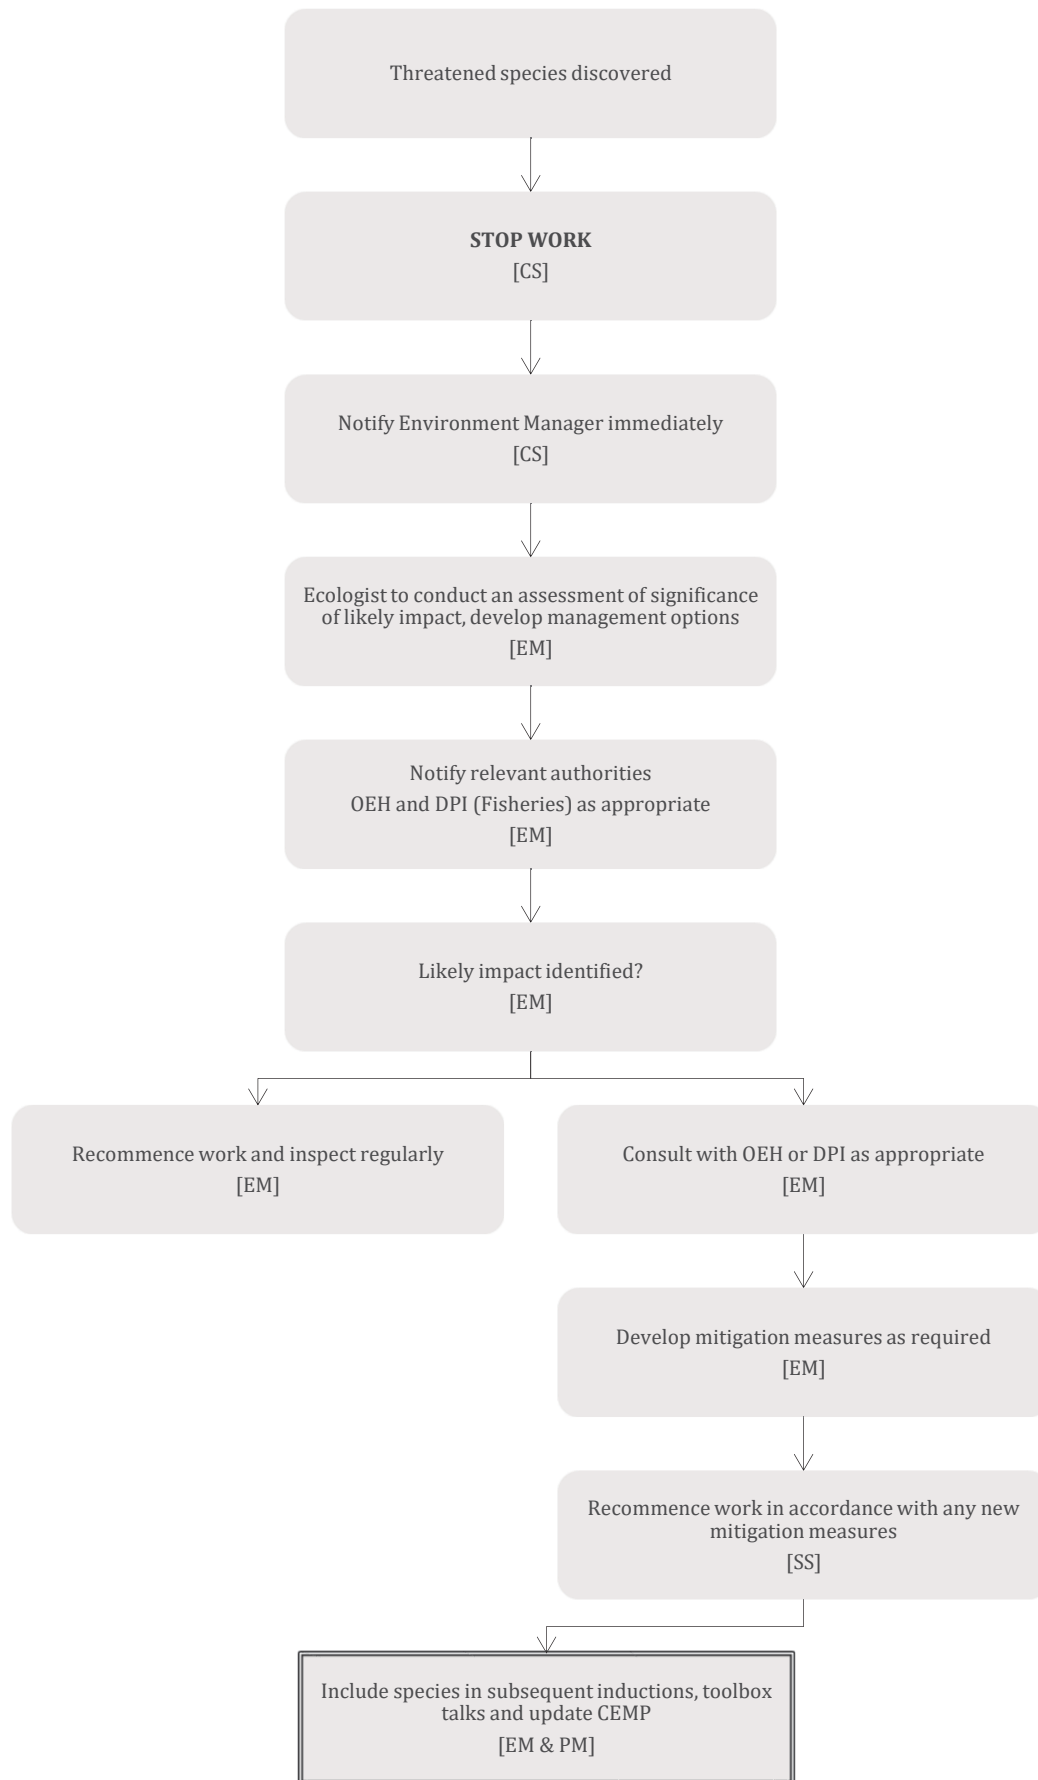 Threatened species discovered
STOP WORK
[CS]
Notify Environment Manager immediately
[CS]
Ecologist to conduct an assessment of significance
of likely impact, develop management options
[EM]
Notify relevant authorities
OEH and DPI (Fisheries) as appropriate
[EM]
Likely impact identified?
[EM]
Recommence work and inspect regularly
[EM]
Consult with OEH or DPI as appropriate
[EM]
Develop mitigation measures as required
[EM]
Recommence work in accordance with any new
mitigation measures
[SS]
Include species in subsequent inductions, toolbox
talks and update CEMP
[EM & PM]